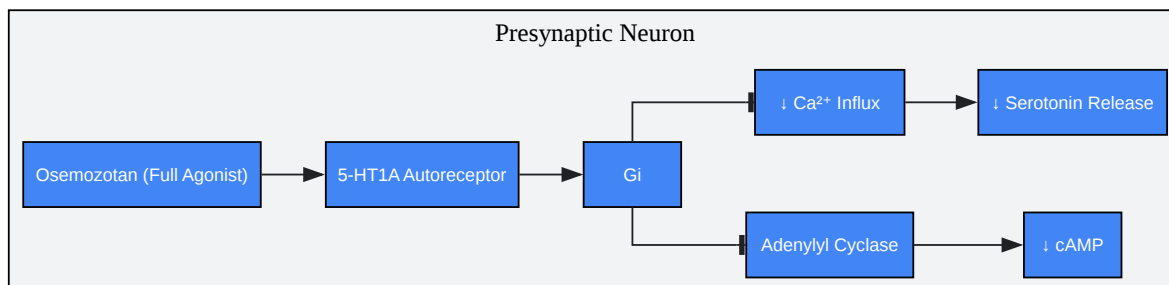 Presynaptic Neuron
↓ Ca²⁺ Influx
↓ Serotonin Release
Osemozotan (Full Agonist)
5-HT1A Autoreceptor
Gi
Adenylyl Cyclase
↓ cAMP